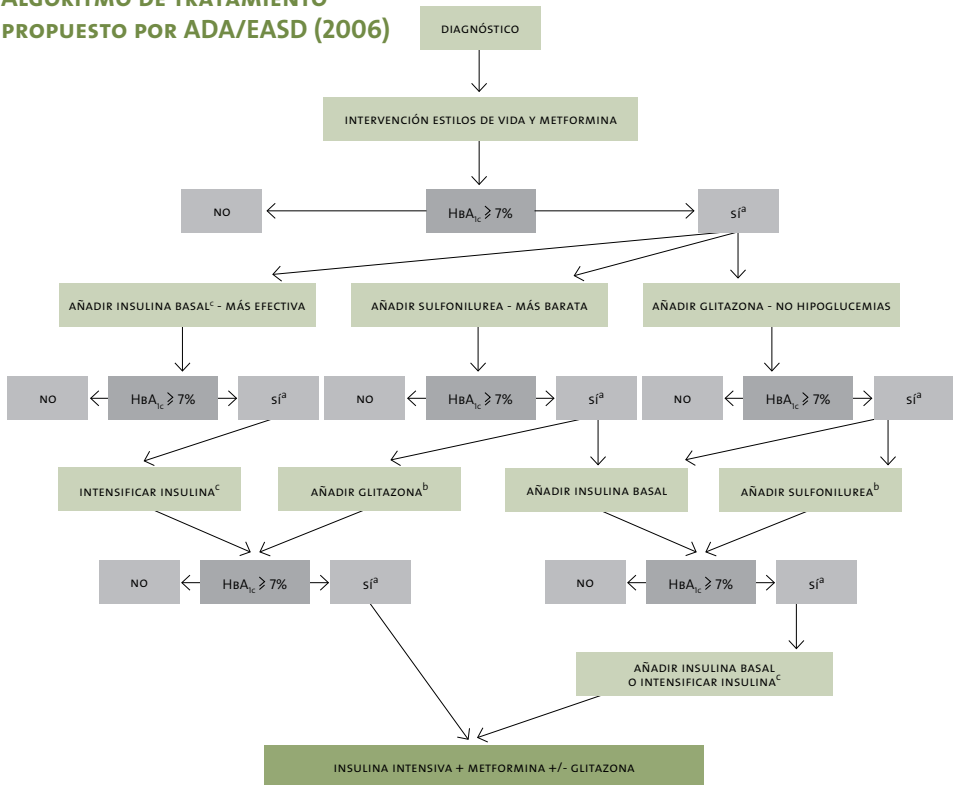 ALGORITMO DE TRATAMIENTO
PROPUESTO POR ADA/EASD (2006)
DIAGNÓSTICO
INTERVENCIÓN ESTILOS DE VIDA Y METFORMINA
NO
HBA1c ⩾ 7%
SÍa
AÑADIR INSULINA BASALc - MÁS EFECTIVA
AÑADIR SULFONILUREA - MÁS BARATA
AÑADIR GLITAZONA - NO HIPOGLUCEMIAS
NO
HBA1c ⩾ 7%
SÍa
NO
HBA1c ⩾ 7%
SÍa
NO
HBA1c ⩾ 7%
SÍa
INTENSIFICAR INSULINAc
AÑADIR GLITAZONAb
AÑADIR INSULINA BASAL
AÑADIR SULFONILUREAb
NO
HBA1c ⩾ 7%
SÍa
NO
HBA1c ⩾ 7%
SÍa
AÑADIR INSULINA BASAL
O INTENSIFICAR INSULINAc
INSULINA INTENSIVA + METFORMINA +/- GLITAZONA